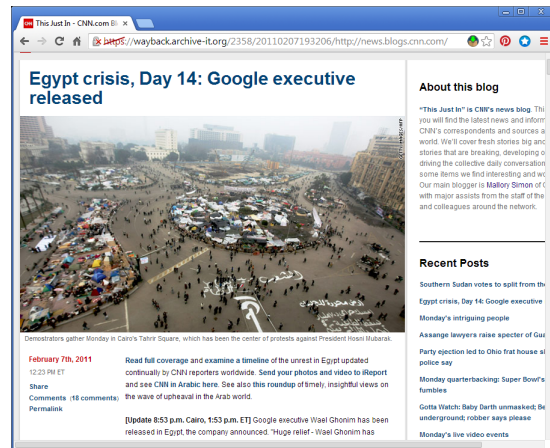 This Just In - CNN.com Bl
https://wayback.archive-it.org/2358/20110207193206/http://news.blogs.cnn.com/
Egypt crisis, Day 14: Google executive
released
Demostrators gather Monday in Cairo's Tahrir Square, which has been the center of protests against President Hosni Mubarak.
February 7th, 2011
12:23 PM ET
Share
Comments (18 comments)
Permalink
Read full coverage and examine a timeline of the unrest in Egypt updated
continually by CNN reporters worldwide. Send your photos and video to iReport
and see CNN in Arabic here. See also this roundup of timely, insightful views on
the wave of upheaval in the Arab world.
[Update 8:53 p.m. Cairo, 1:53 p.m. ET] Google executive Wael Ghonim has been
released in Egypt, the company announced. "Huge relief - Wael Ghonim has
About this blog
"This Just In" is CNN's news blog. Thi
you will find the latest news and inform
CNN's correspondents and sources a
world. We'll cover fresh stories big and
stories that are breaking, developing o
driving the collective daily conversation
some items we find interesting and wo
Our main blogger is Mallory Simon of C
with major assists from the staff of the
and colleagues around the network.
Recent Posts
Southern Sudan votes to split from the
Egypt crisis, Day 14: Google executive
Monday's intriguing people
Assange lawyers raise specter of Gua
Party ejection led to Ohio frat house sl
police say
Monday quarterbacking: Super Bowl's
fumbles
Gotta Watch: Baby Darth unmasked; Be
underground; robber says please
Monday's live video events